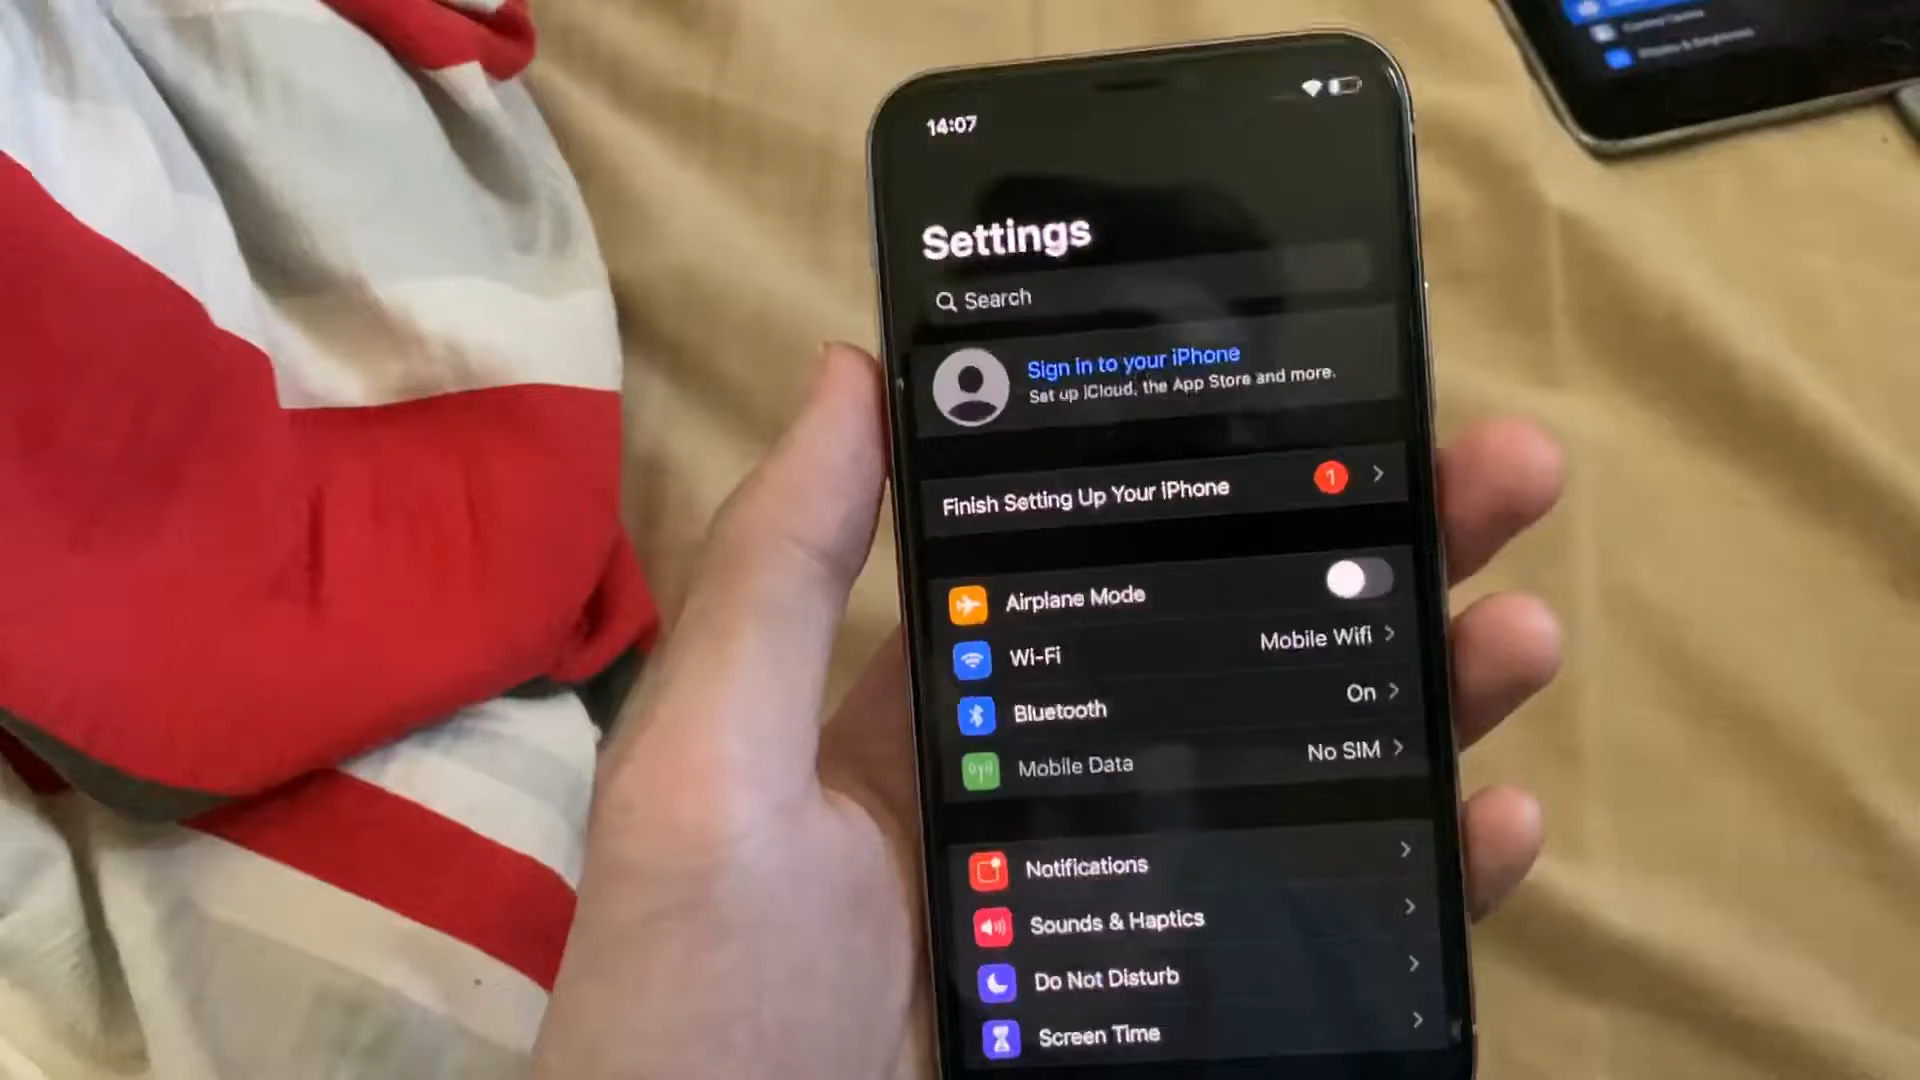 14:07
Settings
Search
Sign in to your iPhone
Set up iCloud, the App Store and more.
Finish Setting Up Your iPhone 1
Airplane Mode
Wi-Fi Mobile Wifi
Bluetooth On
Mobile Data No SIM
Notifications
Sounds & Haptics
Do Not Disturb
Screen Time